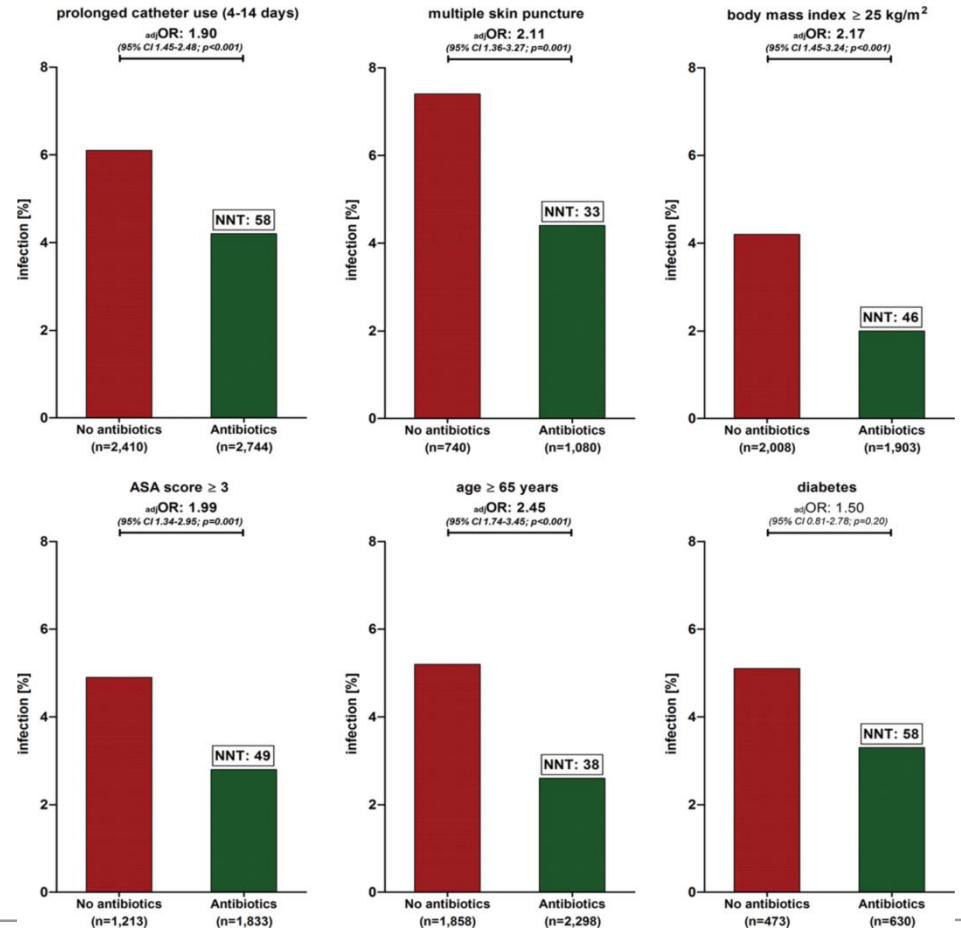 prolonged catheter use (4-14 days)
adjOR: 1.90
(95% CI 1.45-2.48; p<0.001)
8
6
4
2
0
infection [%]
NNT: 58
No antibiotics
(n=2,410)
Antibiotics
(n=2,744)
multiple skin puncture
adjOR: 2.11
(95% CI 1.36-3.27; p=0.001)
8
6
4
2
0
infection [%]
NNT: 33
No antibiotics
(n=740)
Antibiotics
(n=1,080)
body mass index ≥ 25 kg/m²
adjOR: 2.17
(95% CI 1.45-3.24; p<0.001)
8
6
4
2
0
infection [%]
NNT: 46
No antibiotics
(n=2,008)
Antibiotics
(n=1,903)
ASA score ≥ 3
adjOR: 1.99
(95% CI 1.34-2.95; p=0.001)
8
6
4
2
0
infection [%]
NNT: 49
No antibiotics
(n=1,213)
Antibiotics
(n=1,833)
age ≥ 65 years
adjOR: 2.45
(95% CI 1.74-3.45; p<0.001)
8
6
4
2
0
infection [%]
NNT: 38
No antibiotics
(n=1,858)
Antibiotics
(n=2,298)
diabetes
adjOR: 1.50
(95% CI 0.81-2.78; p=0.20)
8
6
4
2
0
infection [%]
NNT: 58
No antibiotics
(n=473)
Antibiotics
(n=630)